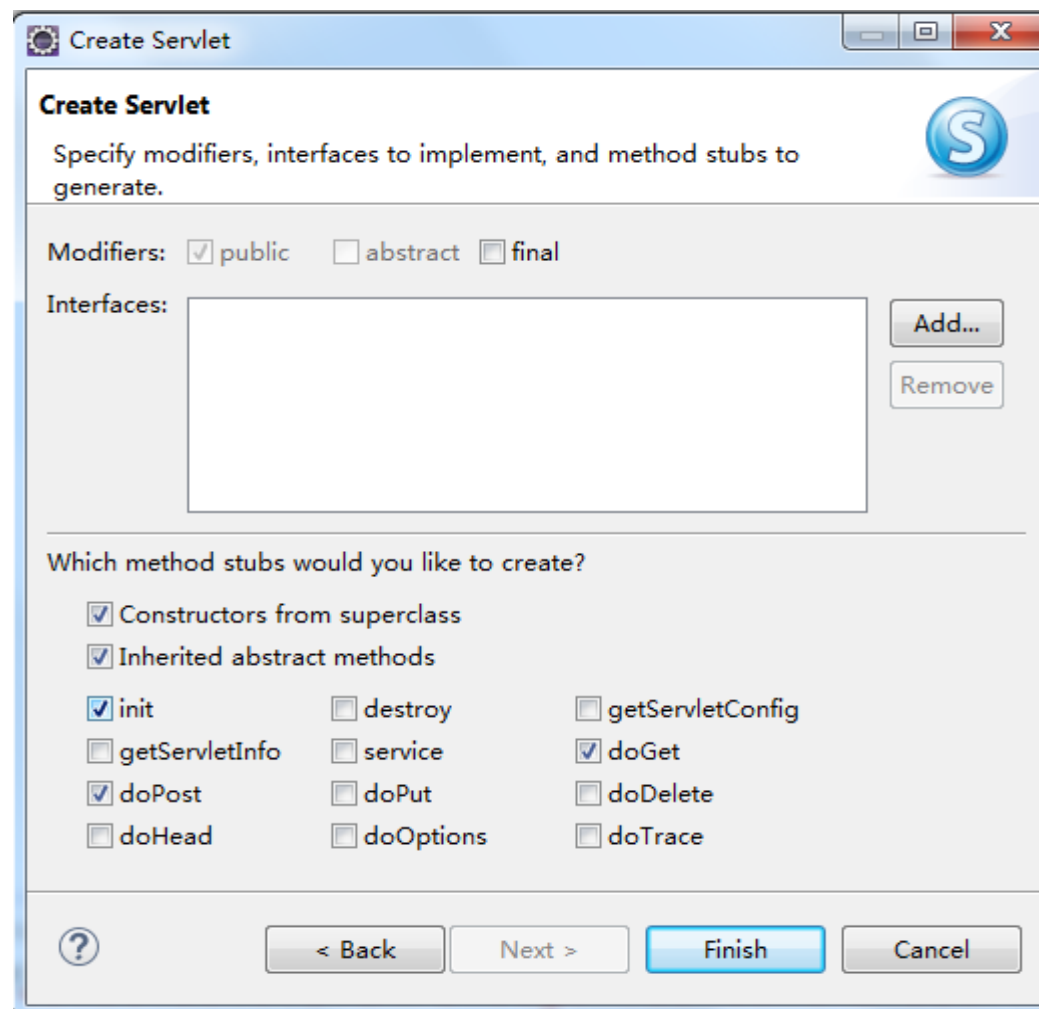 Create Servlet
Create Servlet
Specify modifiers, interfaces to implement, and method stubs to
generate.
Modifiers: public abstract final
Interfaces:
Add...
Remove
Which method stubs would you like to create?
Constructors from superclass
Inherited abstract methods
init destroy getServletConfig
getServletInfo service doGet
doPost doPut doDelete
doHead doOptions doTrace
? < Back Next > Finish Cancel